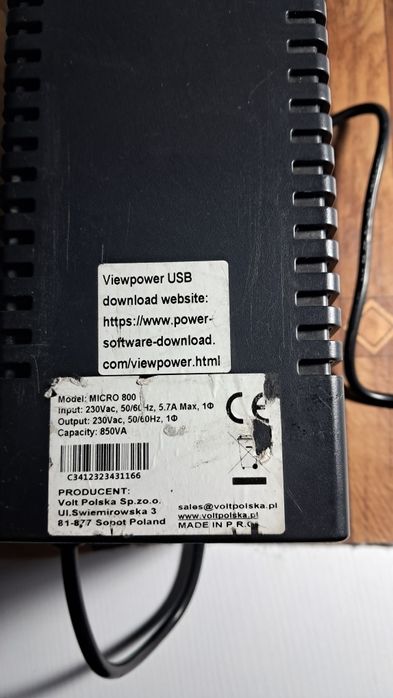 Viewpower USB
download website:
https://www.power-
software-download.
com/viewpower.html
Model: MICRO 800
Input: 230Vac, 50/60Hz, 5.7A Max, 1Φ
Output: 230Vac, 50/60Hz, 1Φ
Capacity: 850VA
CE
C3412323431166
PRODUCENT:
Volt Polska Sp.zo.o.
Ul.Swiemirowska 3
81-877 Sopot Poland
sales@voltpolska.pl
www.voltpolska.pl
MADE IN P.R.